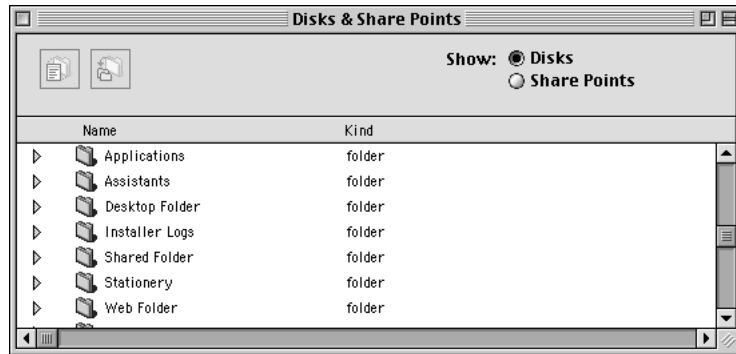 Disks & Share Points
Show: Disks
Share Points
Name Kind
Applications folder
Assistants folder
Desktop Folder folder
Installer Logs folder
Shared Folder folder
Stationery folder
Web Folder folder